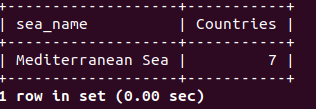 +-------------------+-----------+
| sea_name          | Countries |
+-------------------+-----------+
| Mediterranean Sea |         7 |
+-------------------+-----------+
1 row in set (0.00 sec)